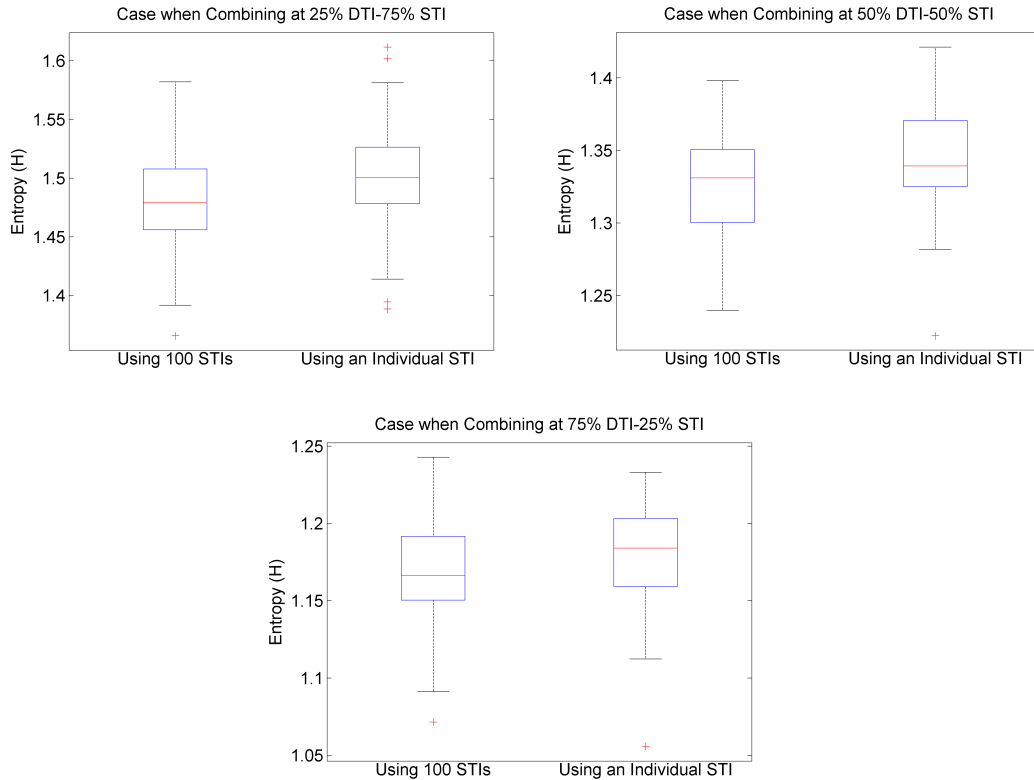 Case when Combining at 25% DTI-75% STI
Entropy (H)
1.6
1.55
1.5
1.45
1.4
Using 100 STIs
Using an Individual STI
Case when Combining at 50% DTI-50% STI
Entropy (H)
1.4
1.35
1.3
1.25
Using 100 STIs
Using an Individual STI
Case when Combining at 75% DTI-25% STI
Entropy (H)
1.25
1.2
1.15
1.1
1.05
Using 100 STIs
Using an Individual STI